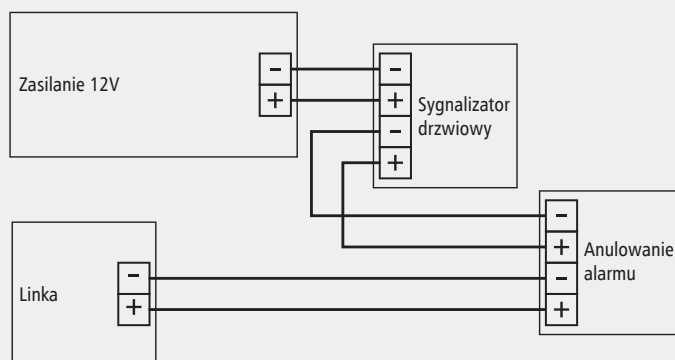 Zasilanie 12V
-
+
-
+
-
+
Sygnalizator
drzwiowy
-
+
-
+
Anulowanie
alarmu
Linka
-
+